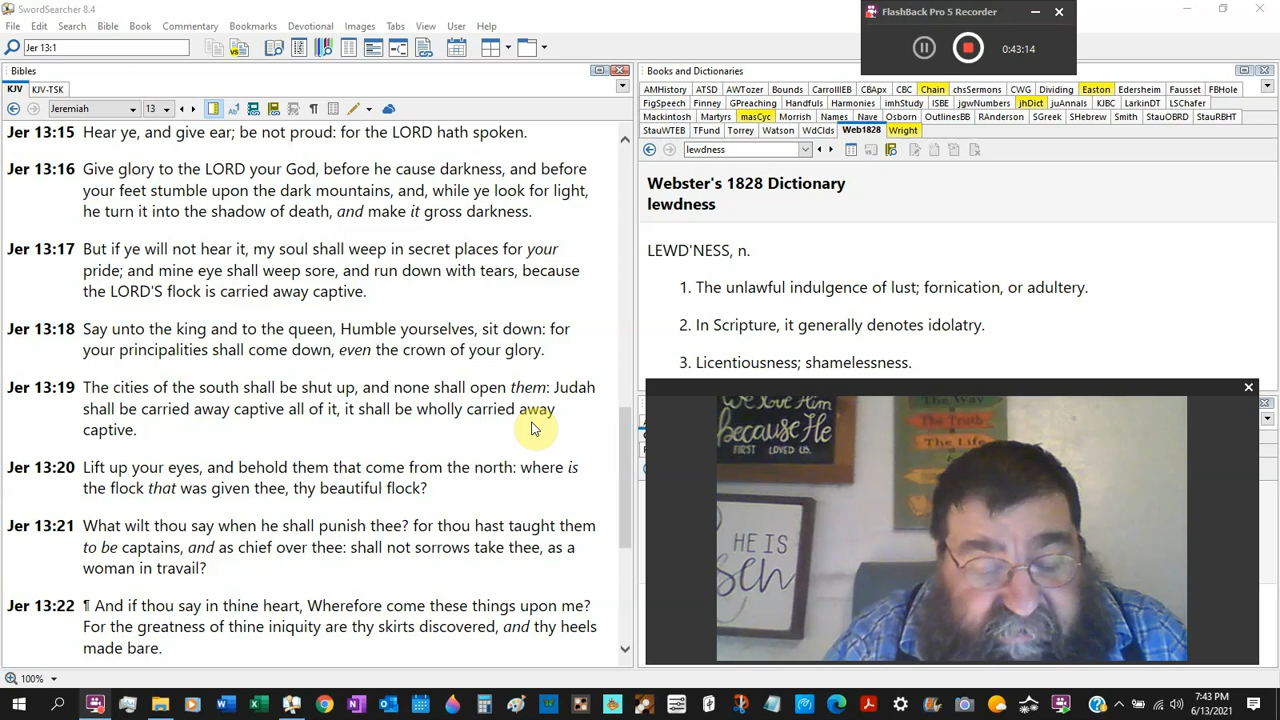 SwordSearcher 8.4
File Edit Search Bible Book Commentary Bookmarks Devotional Images Tabs View User Help
Jer 13:1
FlashBack Pro 5 Recorder
0:43:14
Bibles
KJV KJV-TSK
Jeremiah 13
Jer 13:15 Hear ye, and give ear; be not proud: for the LORD hath spoken.
Jer 13:16 Give glory to the LORD your God, before he cause darkness, and before
your feet stumble upon the dark mountains, and, while ye look for light,
he turn it into the shadow of death, and make it gross darkness.
Jer 13:17 But if ye will not hear it, my soul shall weep in secret places for your
pride; and mine eye shall weep sore, and run down with tears, because
the LORD'S flock is carried away captive.
Jer 13:18 Say unto the king and to the queen, Humble yourselves, sit down: for
your principalities shall come down, even the crown of your glory.
Jer 13:19 The cities of the south shall be shut up, and none shall open them: Judah
shall be carried away captive all of it, it shall be wholly carried away
captive.
Jer 13:20 Lift up your eyes, and behold them that come from the north: where is
the flock that was given thee, thy beautiful flock?
Jer 13:21 What wilt thou say when he shall punish thee? for thou hast taught them
to be captains, and as chief over thee: shall not sorrows take thee, as a
woman in travail?
Jer 13:22 ¶ And if thou say in thine heart, Wherefore come these things upon me?
For the greatness of thine iniquity are thy skirts discovered, and thy heels
made bare.
100%
Books and Dictionaries
AMHistory ATSD AWTozer Bounds CarrollEB CBApx CBC Chain chsSermons CWG Dividing Easton Edersheim Fausset FBHole
FigSpeech Finney GPreaching Handfuls Harmonies imhStudy ISBE jgwNumbers jhDict juAnnals KJBC LarkinDT LSChafer
Mackintosh Martyrs masCyc Morrish Names Nave Osborn OutlinesBB RAnderson SGreek SHebrew Smith StauOBRD StauRBHT
StauWTEB TFund Torrey Watson WdClds Web1828 Wright
lewdness
Webster's 1828 Dictionary
lewdness
LEWD'NESS, n.
1. The unlawful indulgence of lust; fornication, or adultery.
2. In Scripture, it generally denotes idolatry.
3. Licentiousness; shamelessness.
We love Him
because He
FIRST LOVED US.
The Way
The Truth
The Life
HE IS
7:43 PM
6/13/2021